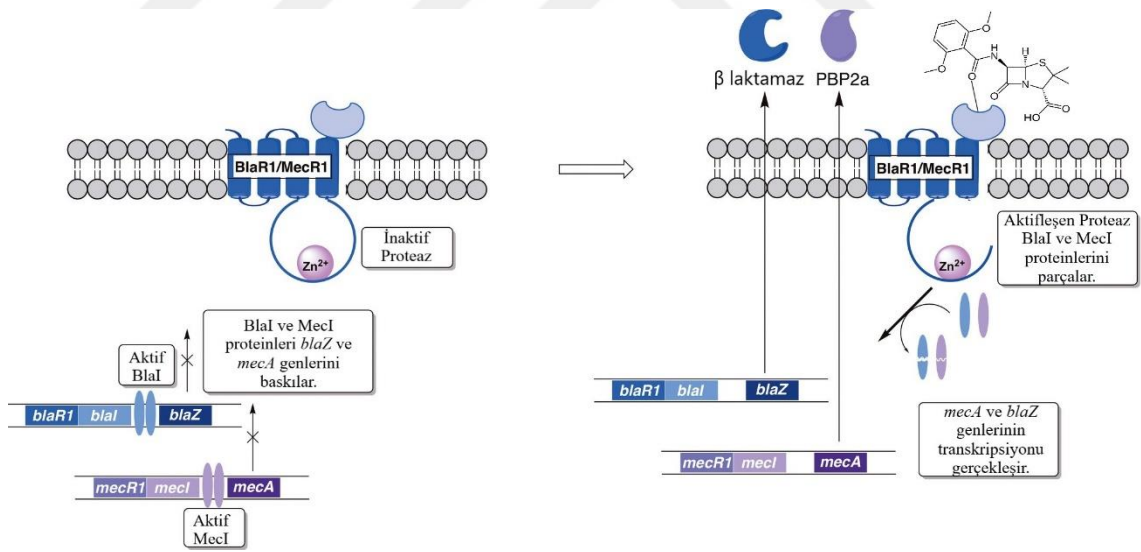 BlaR1/MecR1
İnaktif
Proteaz
Zn2+
BlaI ve MecI
proteinleri blaZ ve
mecA genlerini
baskılar.
Aktif
BlaI
blaR1 blaI blaZ
mecR1 mecI mecA
Aktif
MecI
β laktamaz PBP2a
O
O
O
N
H
H
S
N
O
O
HO
BlaR1/MecR1
Aktifleşen Proteaz
BlaI ve MecI
proteinlerini
parçalar.
Zn2+
blaR1 blaI blaZ
mecA ve blaZ
genlerinin
transkripsiyonu
gerçekleşir.
mecR1 mecI mecA